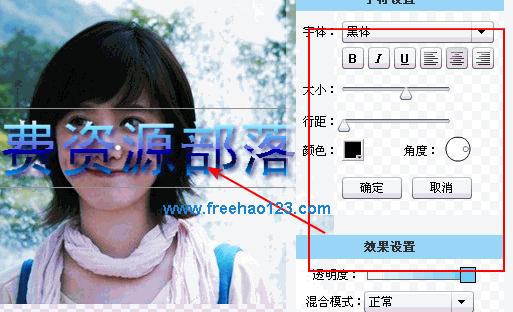 字符设置
字体：黑体
B I U
大小：
行距：
颜色： 角度：
确定 取消
费资源部落
www.freehao123.com
效果设置
透明度：
混合模式：正常